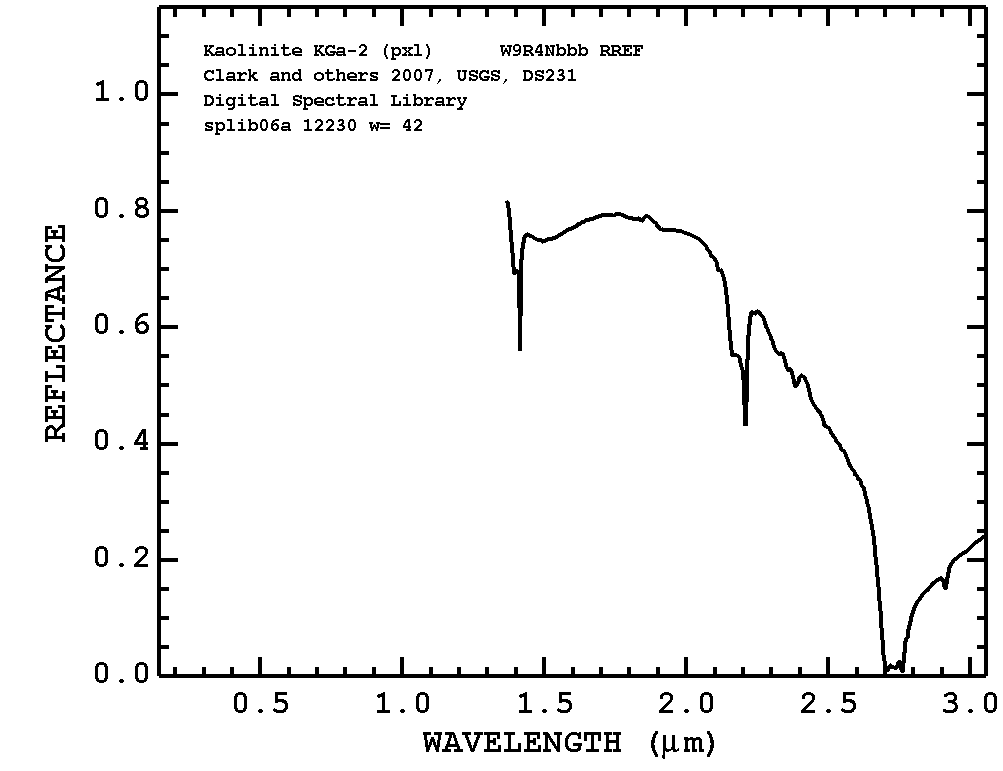 Kaolinite KGa-2 (pxl) W9R4Nbbb RREF
Clark and others 2007, USGS, DS231
Digital Spectral Library
splib06a 12230 w= 42
REFLECTANCE
1.0
0.8
0.6
0.4
0.2
0.0
0.5 1.0 1.5 2.0 2.5 3.0
WAVELENGTH (μm)